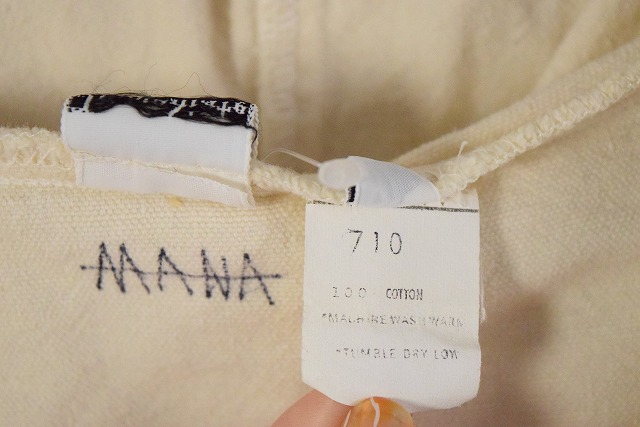 MANA
710
100 COTTON
*MACHINE WASH WARM
*TUMBLE DRY LOW